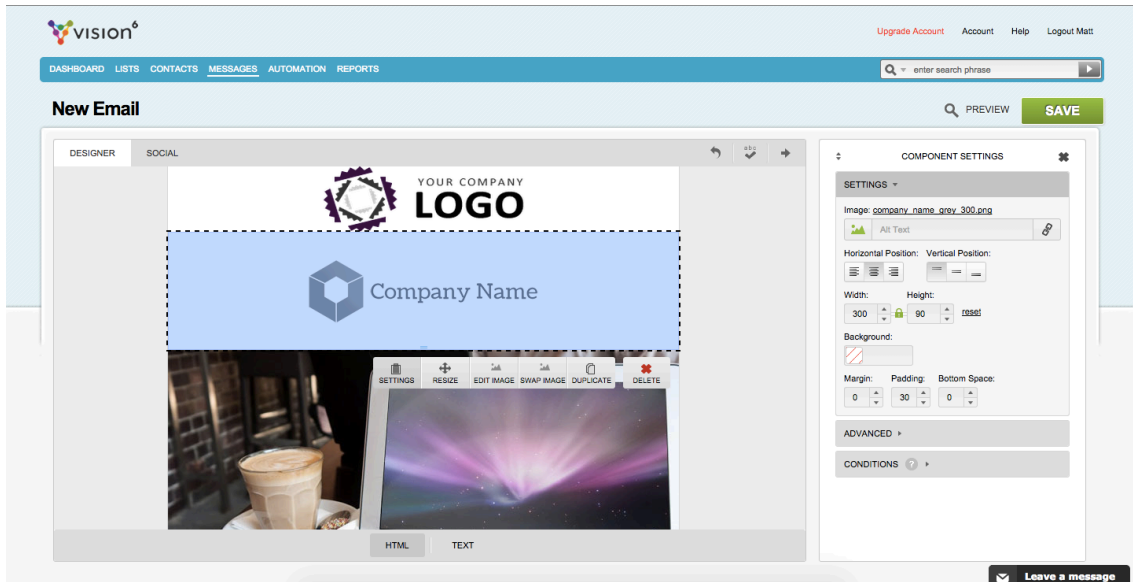 vision6
Upgrade Account Account Help Logout Matt
DASHBOARD LISTS CONTACTS MESSAGES AUTOMATION REPORTS
enter search phrase
New Email
PREVIEW
SAVE
DESIGNER SOCIAL
abc
YOUR COMPANY
LOGO
Company Name
SETTINGS RESIZE EDIT IMAGE SWAP IMAGE DUPLICATE DELETE
HTML TEXT
COMPONENT SETTINGS
SETTINGS
Image: company_name_grey_300.png
Alt Text
Horizontal Position: Vertical Position:
Width: Height:
300 90 reset
Background:
Margin: Padding: Bottom Space:
0 30 0
ADVANCED
CONDITIONS ?
Leave a message